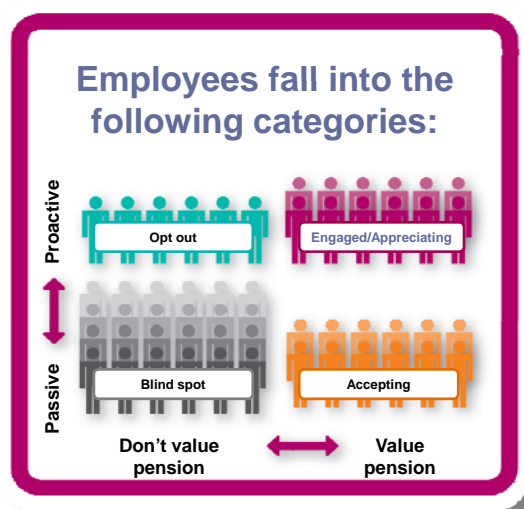 Employees fall into the
following categories:
Proactive
Opt out
Engaged/Appreciating
Passive
Blind spot
Accepting
Don't value
pension
Value
pension